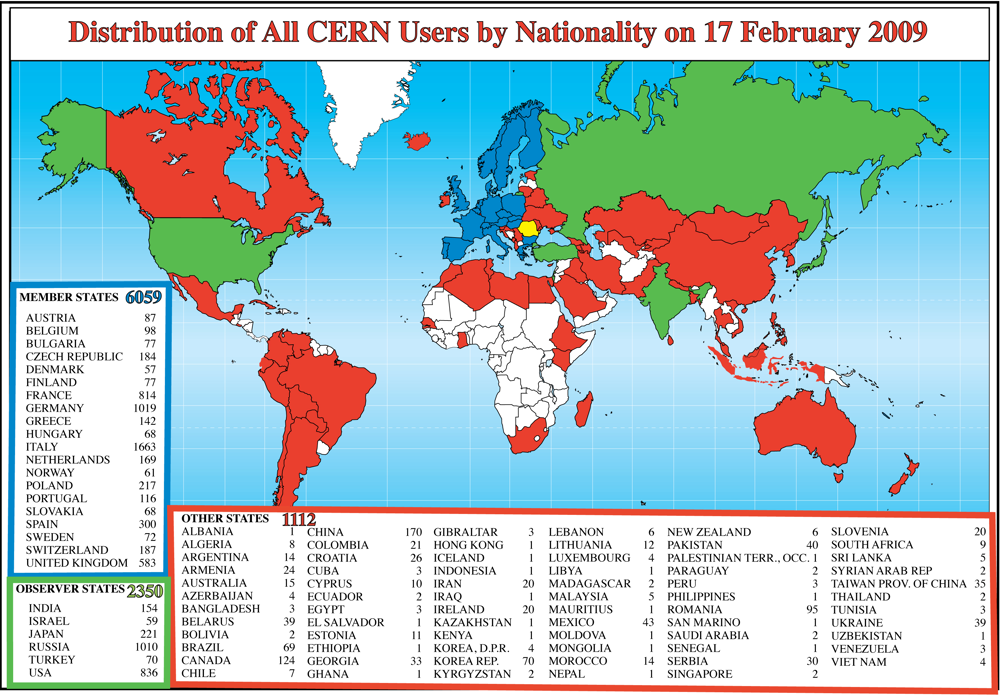 Distribution of All CERN Users by Nationality on 17 February 2009
MEMBER STATES 6059
AUSTRIA 87
BELGIUM 98
BULGARIA 77
CZECH REPUBLIC 184
DENMARK 57
FINLAND 77
FRANCE 814
GERMANY 1019
GREECE 142
HUNGARY 68
ITALY 1663
NETHERLANDS 169
NORWAY 61
POLAND 217
PORTUGAL 116
SLOVAKIA 68
SPAIN 300
SWEDEN 72
SWITZERLAND 187
UNITED KINGDOM 583
OBSERVER STATES 2350
INDIA 154
ISRAEL 59
JAPAN 221
RUSSIA 1010
TURKEY 70
USA 836
OTHER STATES 1112
ALBANIA 1
ALGERIA 8
ARGENTINA 14
ARMENIA 24
AUSTRALIA 15
AZERBAIJAN 4
BANGLADESH 3
BELARUS 39
BOLIVIA 2
BRAZIL 69
CANADA 124
CHILE 7
CHINA 170
COLOMBIA 21
CROATIA 26
CUBA 3
CYPRUS 10
ECUADOR 2
EGYPT 3
EL SALVADOR 1
ESTONIA 11
ETHIOPIA 1
GEORGIA 33
GHANA 1
GIBRALTAR 3
HONG KONG 1
ICELAND 1
INDONESIA 1
IRAN 20
IRAQ 1
IRELAND 20
KAZAKHSTAN 1
KENYA 1
KOREA, D.P.R. 4
KOREA REP. 70
KYRGYZSTAN 2
LEBANON 6
LITHUANIA 12
LUXEMBOURG 4
LIBYA 1
MADAGASCAR 2
MALAYSIA 5
MAURITIUS 1
MEXICO 43
MOLDOVA 1
MONGOLIA 1
MOROCCO 14
NEPAL 1
NEW ZEALAND 6
PAKISTAN 40
PALESTINIAN TERR., OCC. 1
PARAGUAY 2
PERU 3
PHILIPPINES 1
ROMANIA 95
SAN MARINO 1
SAUDI ARABIA 2
SENEGAL 1
SERBIA 30
SINGAPORE 2
SLOVENIA 20
SOUTH AFRICA 9
SRI LANKA 5
SYRIAN ARAB REP 2
TAIWAN PROV. OF CHINA 35
THAILAND 2
TUNISIA 3
UKRAINE 39
UZBEKISTAN 1
VENEZUELA 3
VIET NAM 4